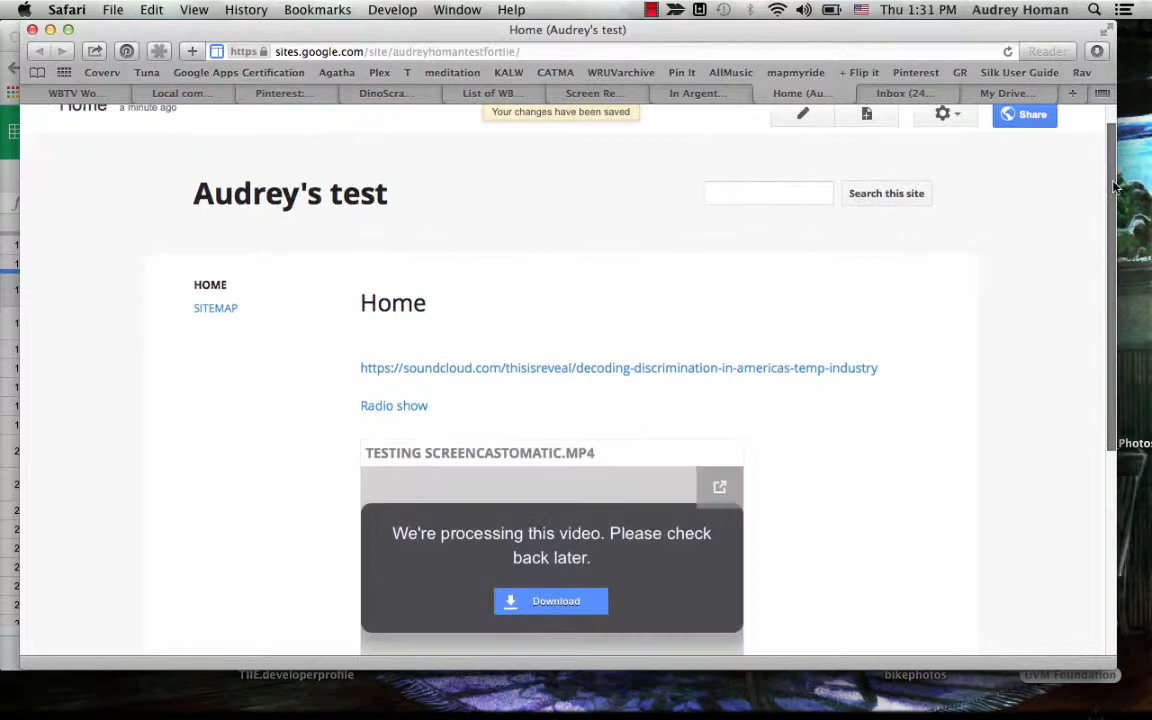 Safari File Edit View History Bookmarks Develop Window Help Thu 1:31 PM Audrey Homan
Home (Audrey's test)
https sites.google.com/site/audreyhomantestfortiie/ Reader
Covery Tuna Google Apps Certification Agatha Plex T meditation KALW CATMA WRUVarchive Pin It AllMusic mapmyride + Flip it Pinterest GR Silk User Guide Rav
WBTV Wo... Local com... Pinterest:... DinoScra... List of WB... Screen Re... In Argent... Home (Au... Inbox (24... My Drive...
Home a minute ago Your changes have been saved Share
Audrey's test Search this site
HOME
SITEMAP
Home
https://soundcloud.com/thisisreveal/decoding-discrimination-in-americas-temp-industry
Radio show
TESTING SCREENCASTOMATIC.MP4
We're processing this video. Please check
back later.
Download
Photos
TIIE.developerprofile bikephotos UVM Foundation